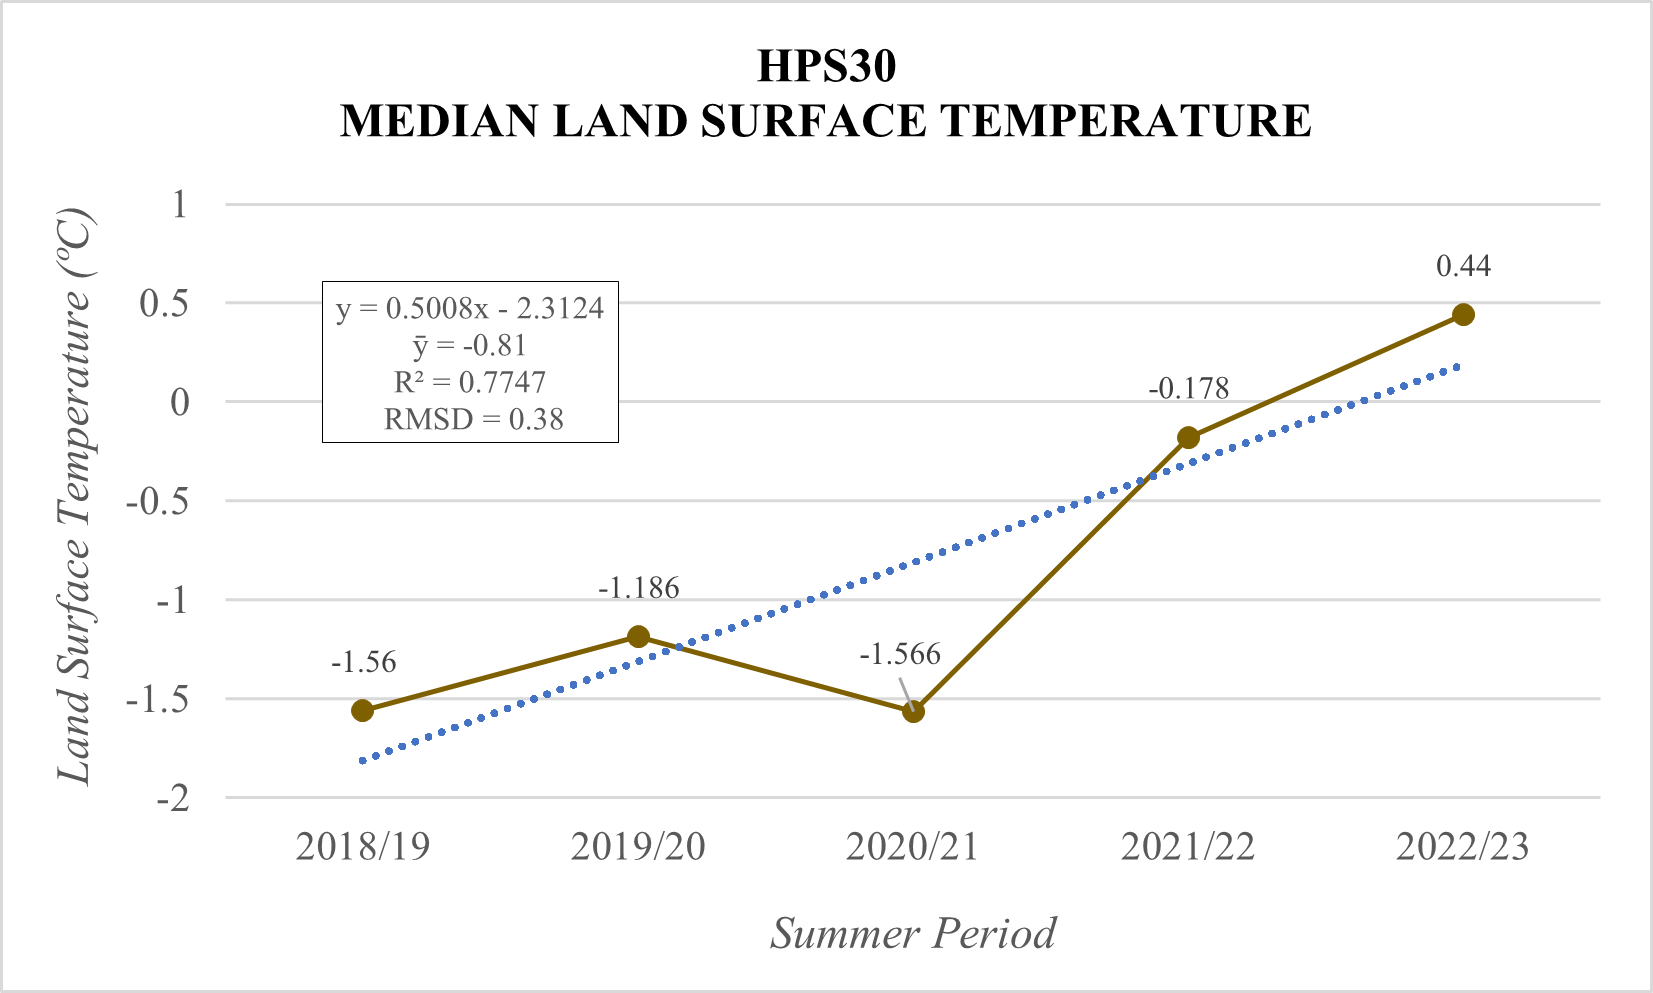 HPS30
MEDIAN LAND SURFACE TEMPERATURE
Land Surface Temperature (ºC)
1
0.5
0
-0.5
-1
-1.5
-2
y = 0.5008x - 2.3124
ȳ = -0.81
R² = 0.7747
RMSD = 0.38
-1.56
-1.186
-1.566
-0.178
0.44
2018/19
2019/20
2020/21
2021/22
2022/23
Summer Period